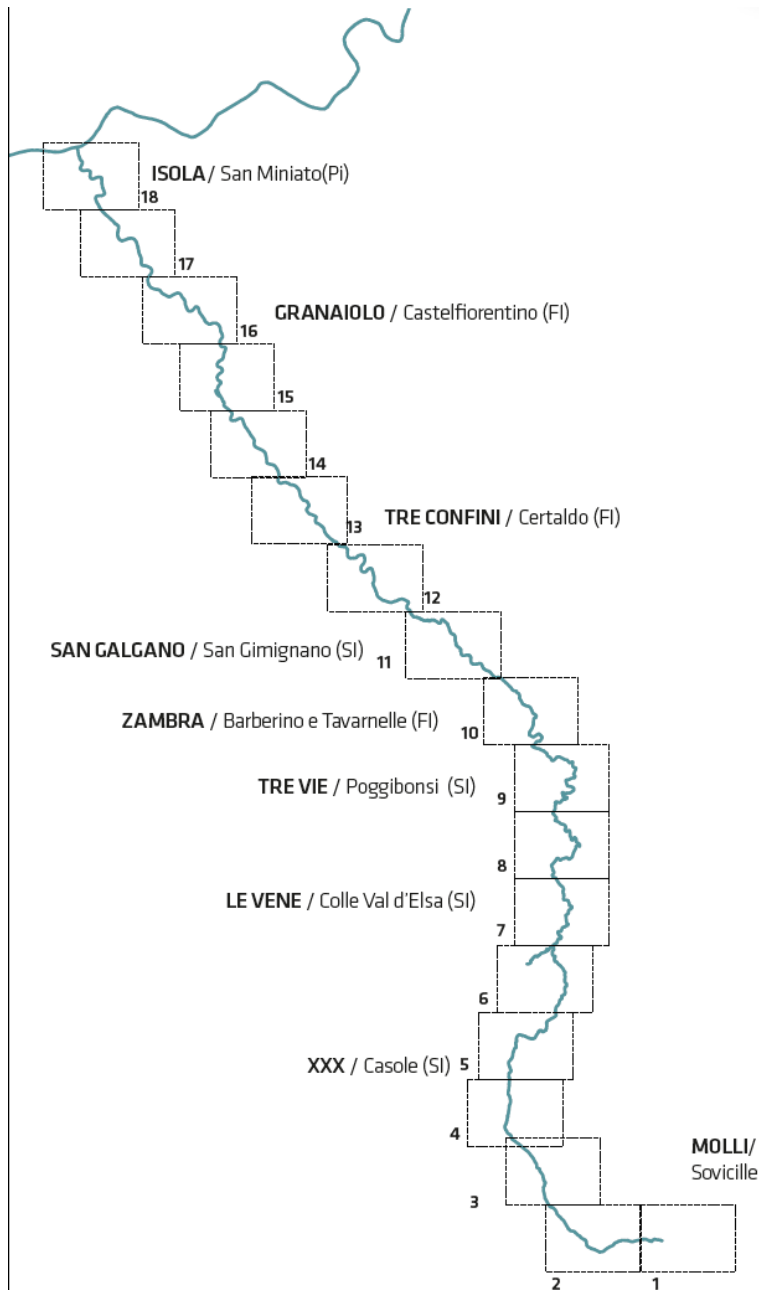 ISOLA / San Miniato(Pi)
18
17
GRANAIOLO / Castelfiorentino (FI)
16
15
14
13
TRE CONFINI / Certaldo (FI)
12
SAN GALGANO / San Gimignano (SI)
11
ZAMBRA / Barberino e Tavarnelle (FI)
10
TRE VIE / Poggibonsi (SI)
9
8
LE VENE / Colle Val d'Elsa (SI)
7
6
XXX / Casole (SI)
5
4
MOLLI/
Sovicille
3
2
1